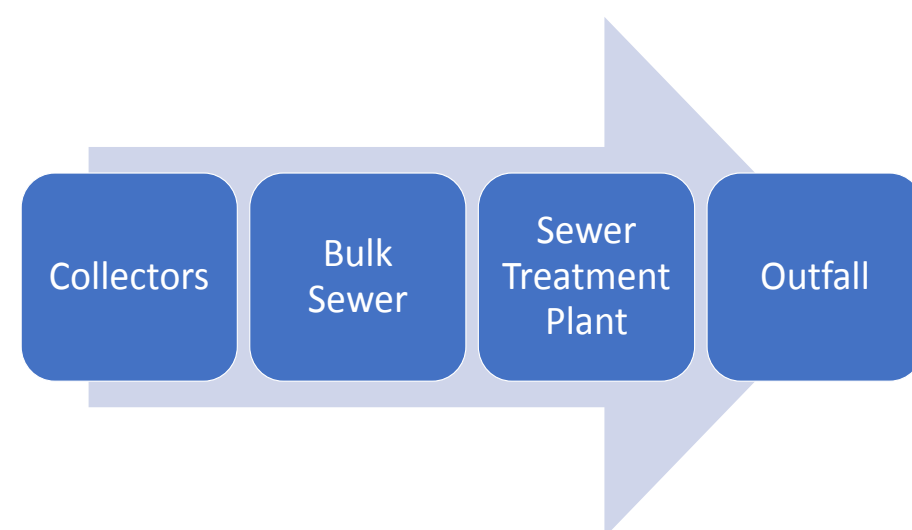 Collectors
Bulk
Sewer
Sewer
Treatment
Plant
Outfall